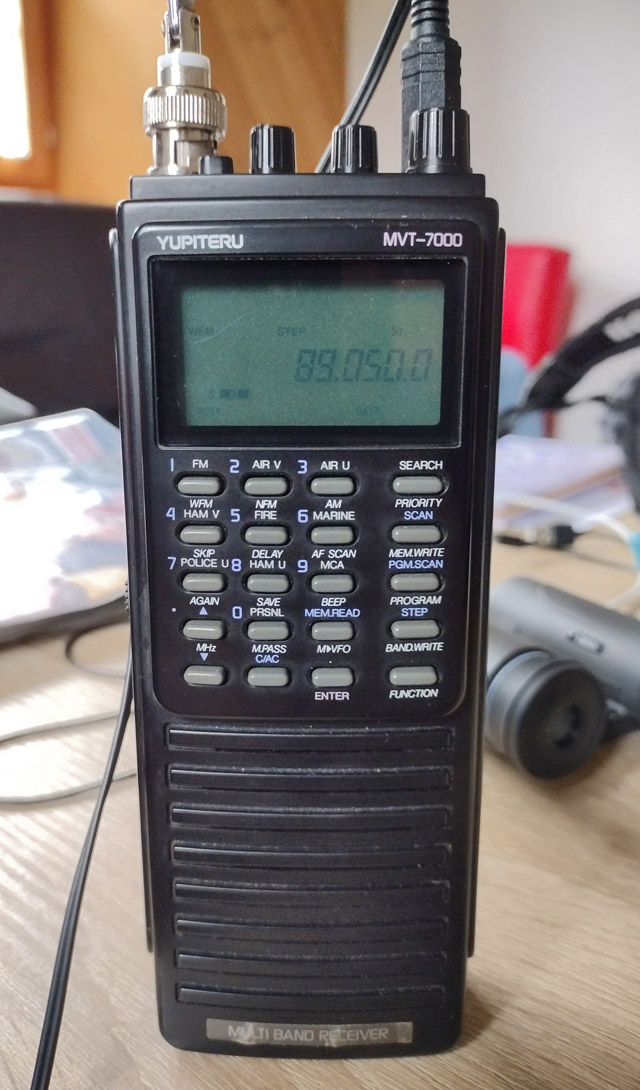 YUPITERU MVT-7000
WFM STEP 50
89.050.0
BUSY BATT
1 FM 2 AIR V 3 AIR U SEARCH
WFM NFM AM PRIORITY
4 HAM V 5 FIRE 6 MARINE SCAN
SKIP DELAY AF SCAN MEM.WRITE
7 POLICE U 8 HAM U 9 MCA PGM.SCAN
AGAIN SAVE BEEP PROGRAM
. ▲ 0 PRSNL MEM.READ STEP
MHz M.PASS M▶VFO BAND.WRITE
▼ C/AC
ENTER FUNCTION
MULTI BAND RECEIVER